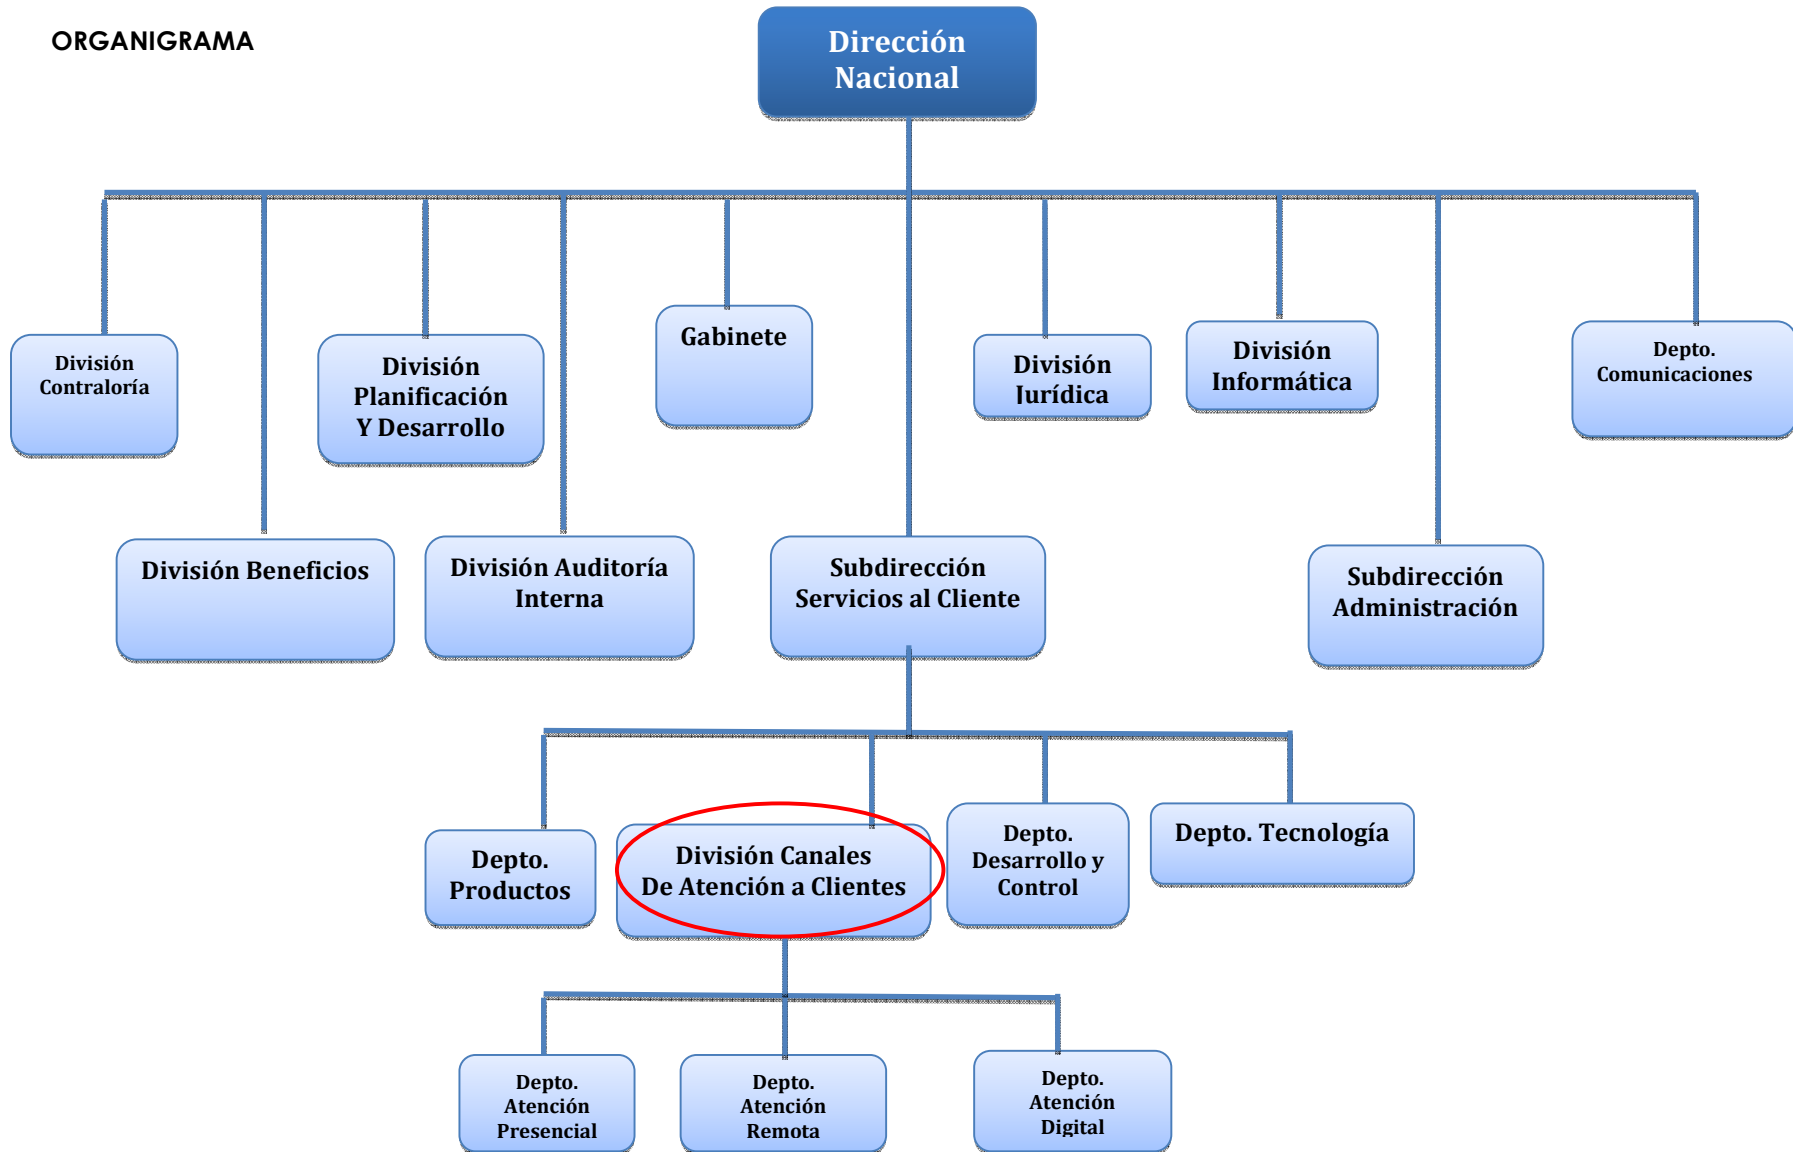 ORGANIGRAMA
Dirección
Nacional
División
Contraloría
División
Planificación
Y Desarrollo
Gabinete
División
Jurídica
División
Informática
Depto.
Comunicaciones
División Beneficios
División Auditoría
Interna
Subdirección
Servicios al Cliente
Subdirección
Administración
Depto.
Productos
División Canales
De Atención a Clientes
Depto.
Desarrollo y
Control
Depto. Tecnología
Depto.
Atención
Presencial
Depto.
Atención
Remota
Depto.
Atención
Digital